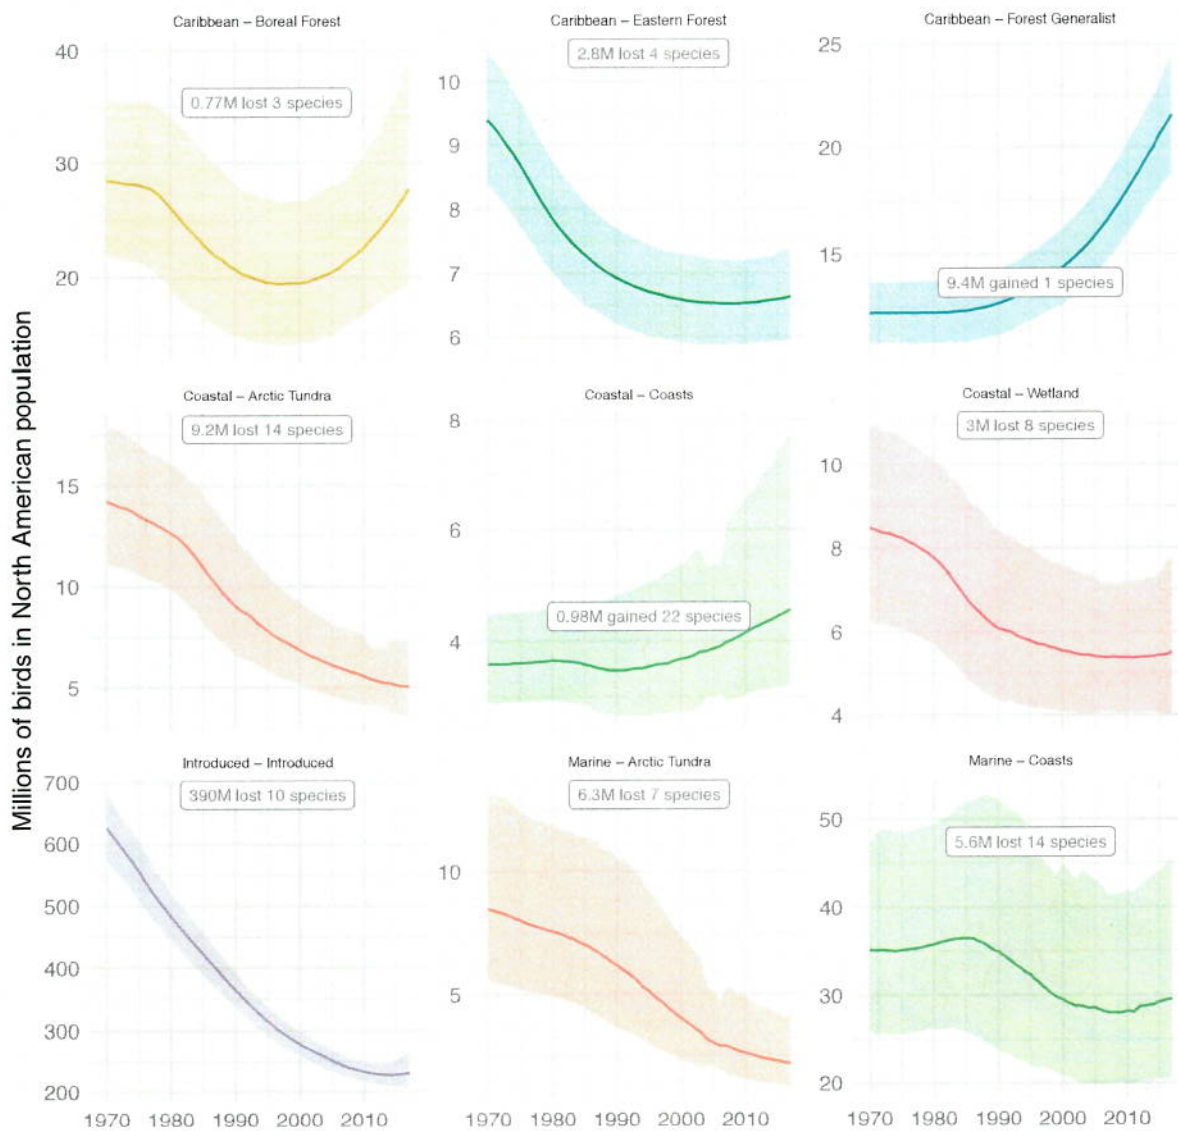 Millions of birds in North American population
Caribbean – Boreal Forest
0.77M lost 3 species
40
30
20
Caribbean – Eastern Forest
2.8M lost 4 species
10
9
8
7
6
Caribbean – Forest Generalist
9.4M gained 1 species
25
20
15
Coastal – Arctic Tundra
9.2M lost 14 species
15
10
5
Coastal – Coasts
0.98M gained 22 species
8
6
4
Coastal – Wetland
3M lost 8 species
10
8
6
4
Introduced – Introduced
390M lost 10 species
700
600
500
400
300
200
1970 1980 1990 2000 2010
Marine – Arctic Tundra
6.3M lost 7 species
10
5
1970 1980 1990 2000 2010
Marine – Coasts
5.6M lost 14 species
50
40
30
20
1970 1980 1990 2000 2010